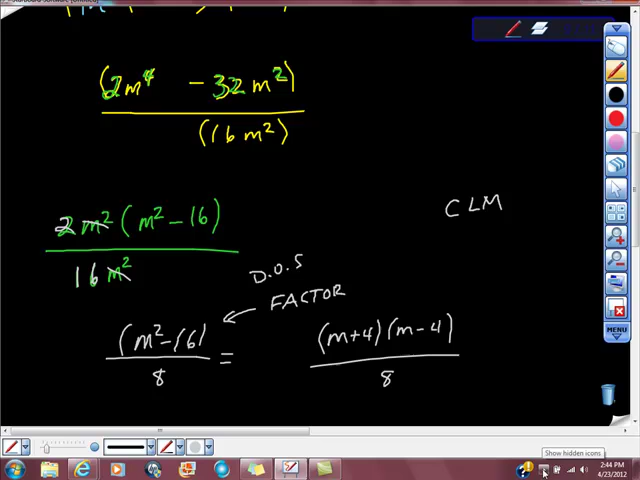 (2m⁴ - 32m²)
(16m²)
2m²(m² - 16)
16m²
CLM
D.O.S
FACTOR
(m² - 16)
8
=
(m+4)(m-4)
8
MENU
Show hidden icons
2:44 PM
4/23/2012